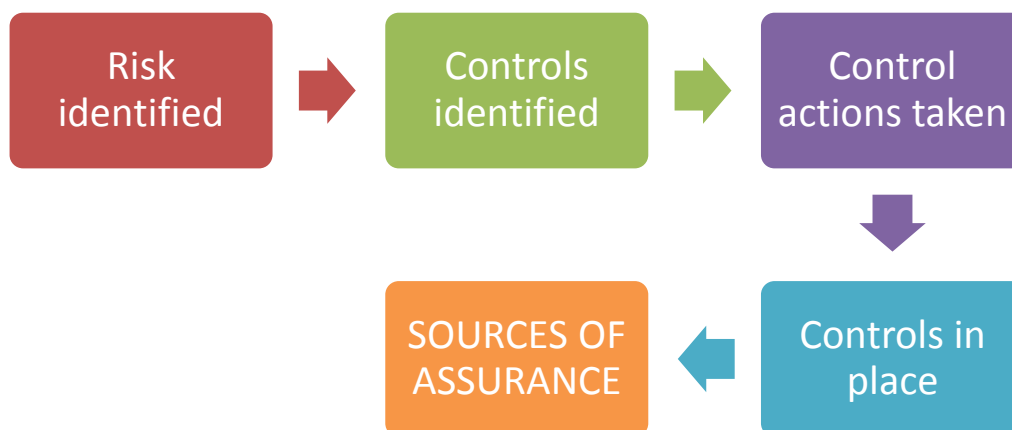 Risk
identified
Controls
identified
Control
actions taken
Controls in
place
SOURCES OF
ASSURANCE